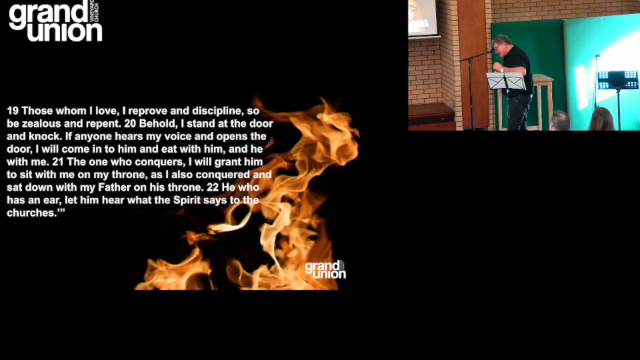 grand
union
VINEYARD
CHURCH
19 Those whom I love, I reprove and discipline, so
be zealous and repent. 20 Behold, I stand at the door
and knock. If anyone hears my voice and opens the
door, I will come in to him and eat with him, and he
with me. 21 The one who conquers, I will grant him
to sit with me on my throne, as I also conquered and
sat down with my Father on his throne. 22 He who
has an ear, let him hear what the Spirit says to the
churches.’”
grand
union